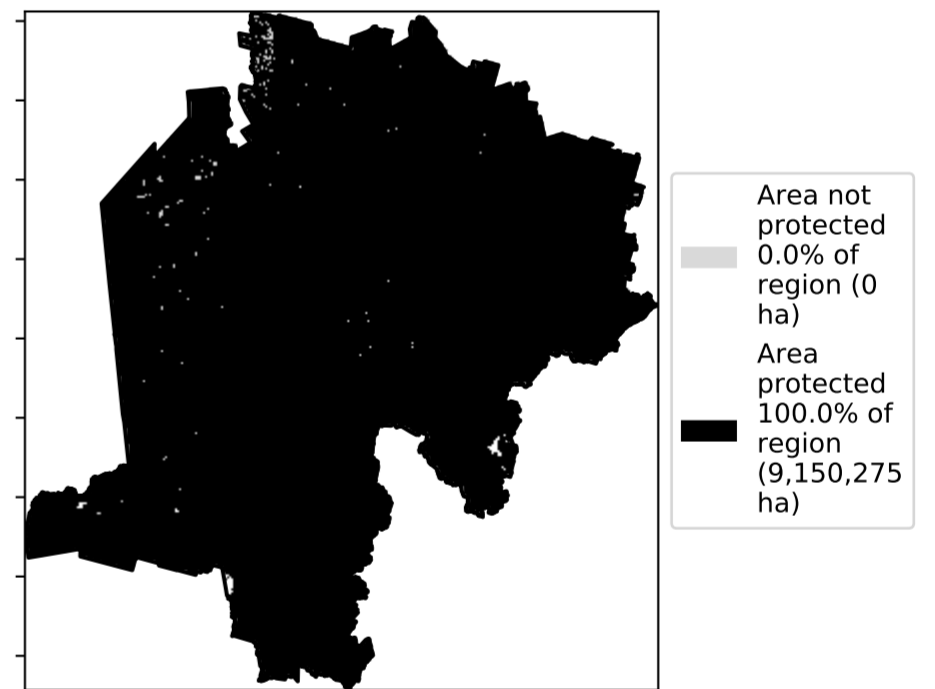 Area not
protected
0.0% of
region (0
ha)
Area
protected
100.0% of
region
(9,150,275
ha)